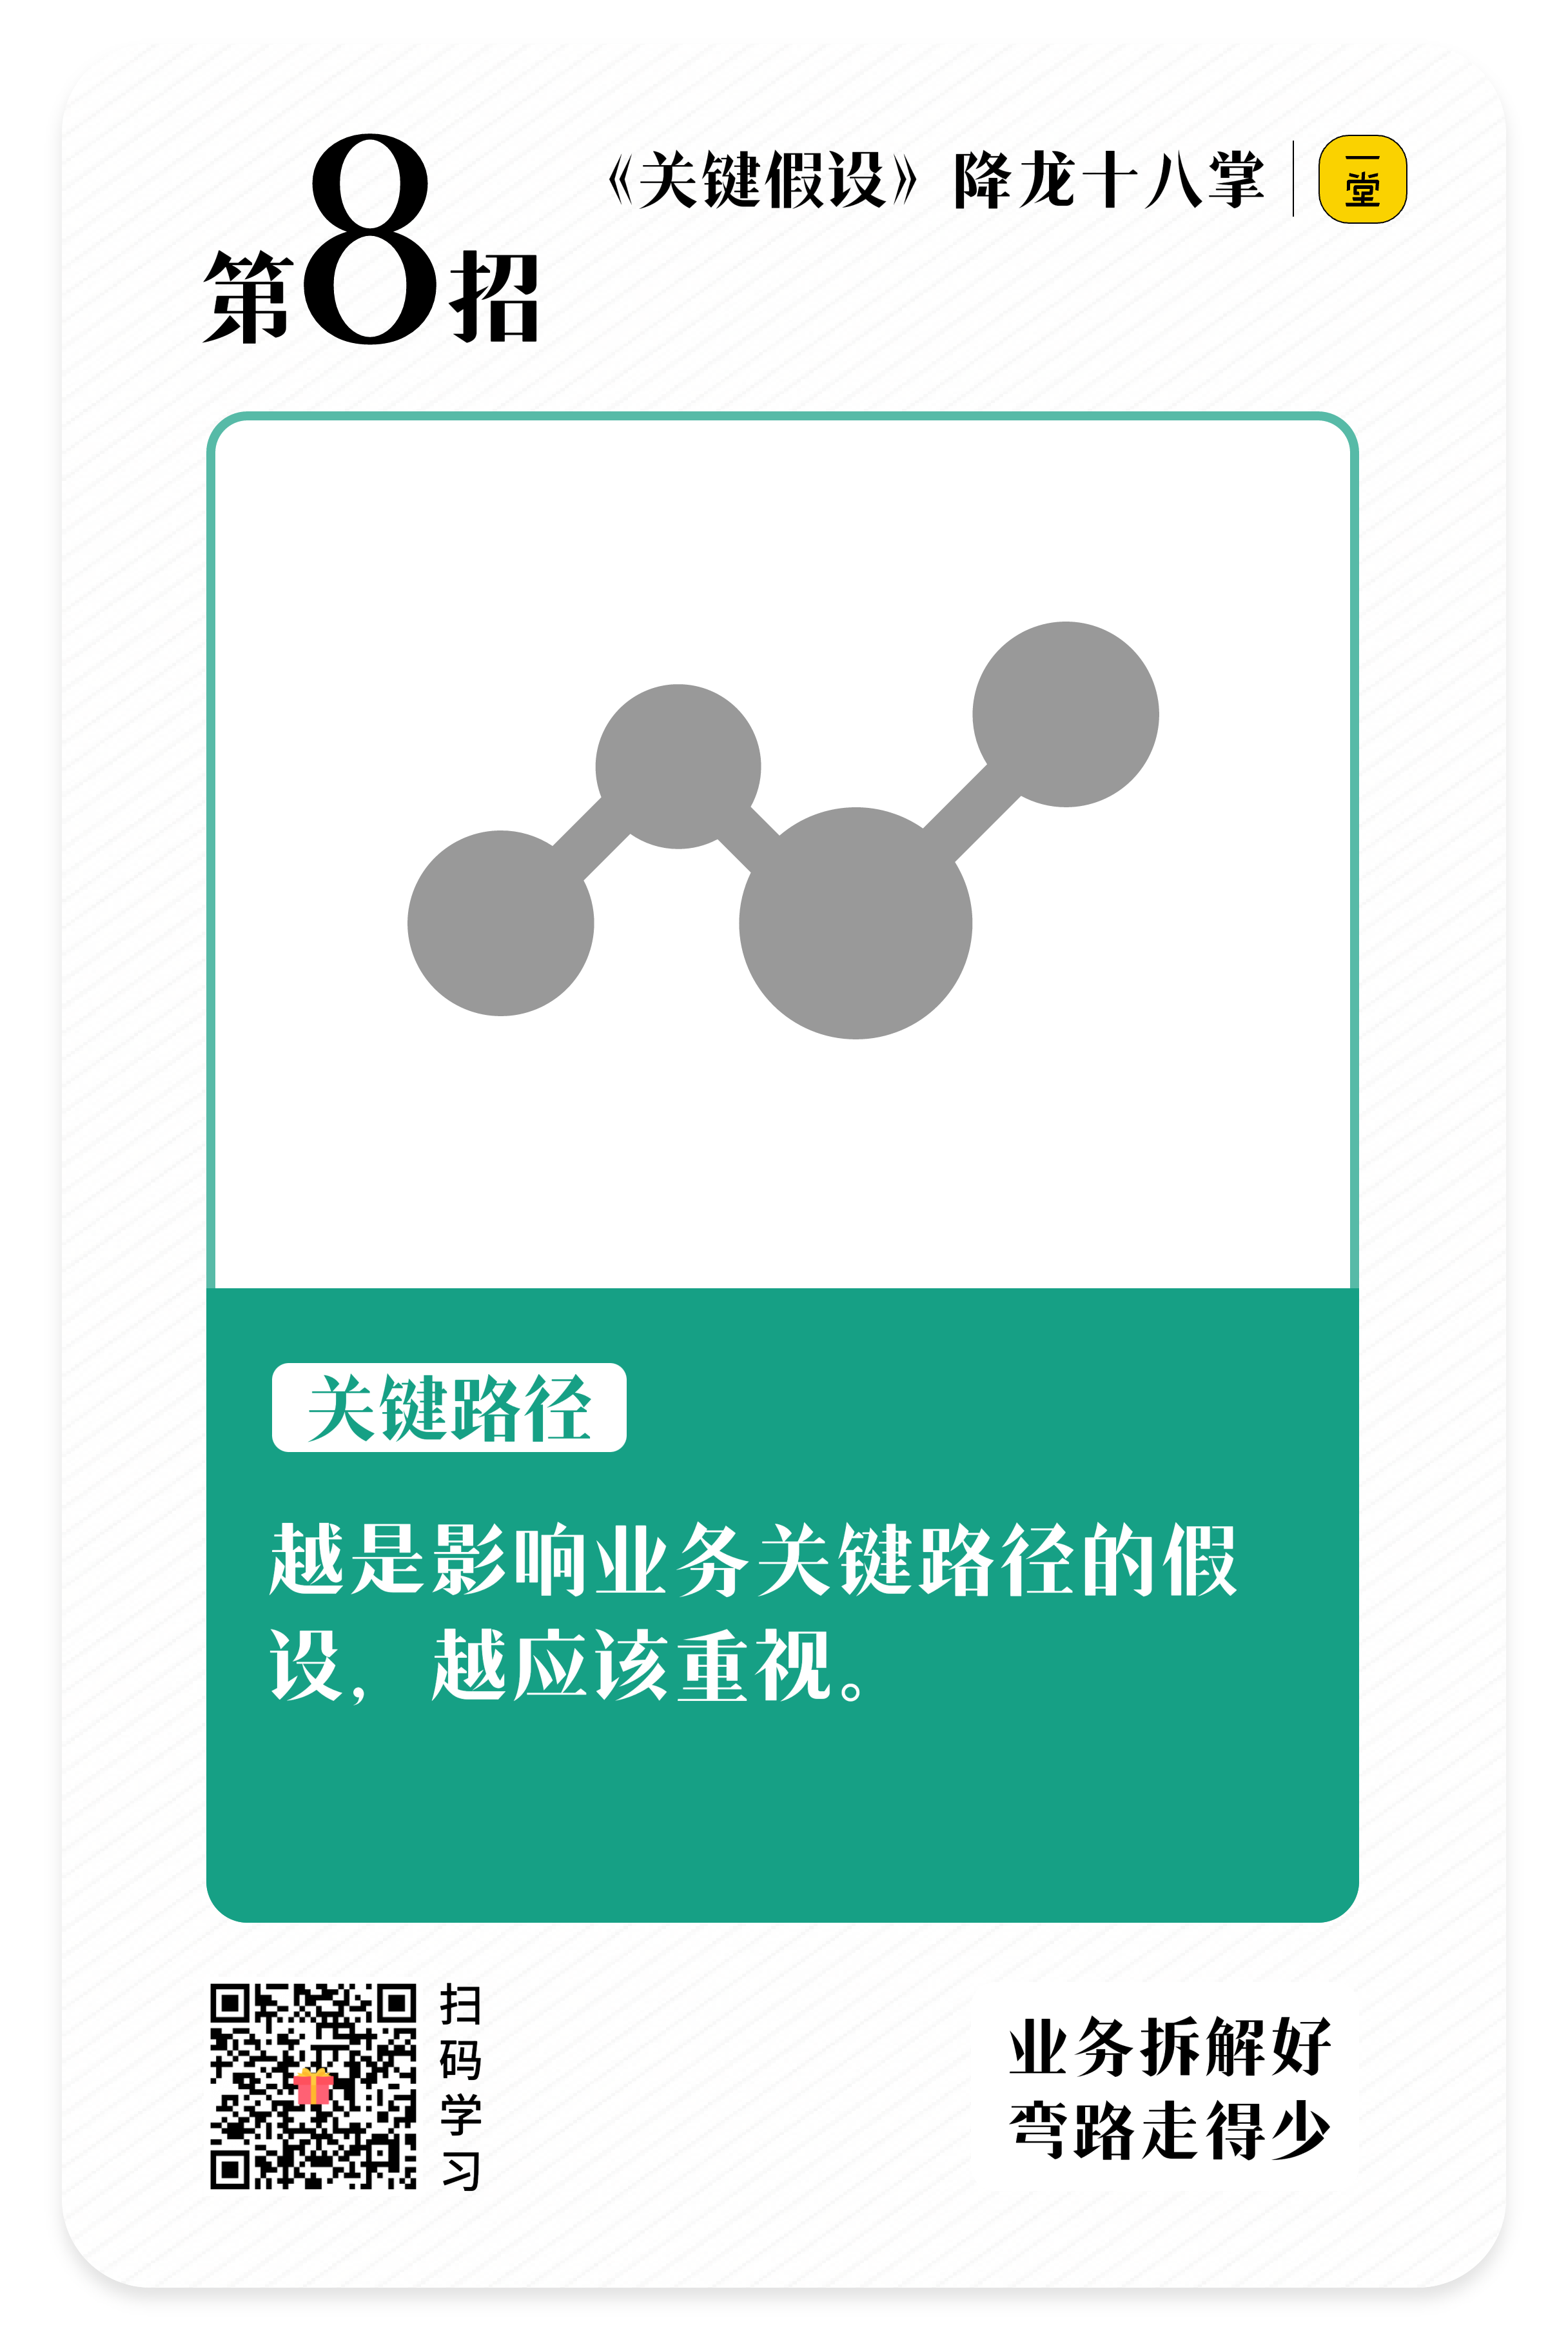 第8招
《关键假设》 降龙十八掌
一堂
关键路径
越是影响业务关键路径的假
设，越应该重视。
扫码学习
业务拆解好
弯路走得少